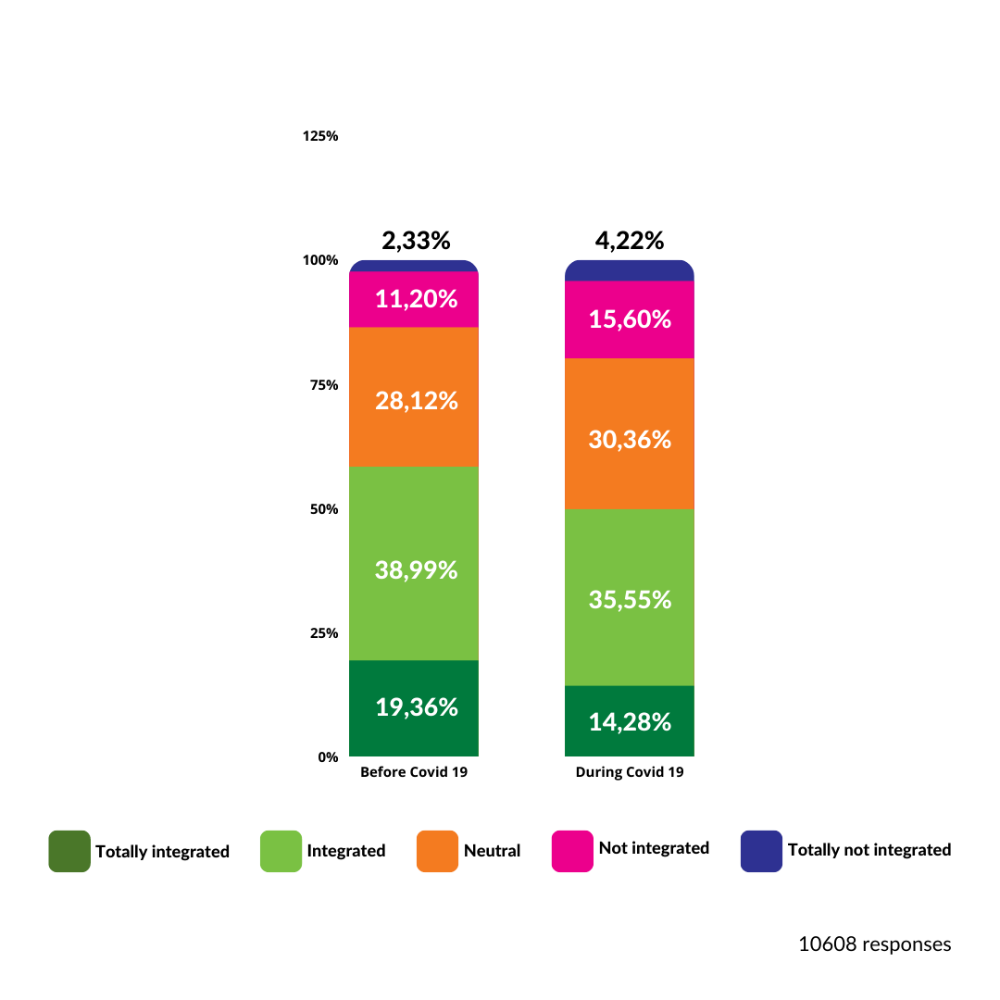 125%
100%
75%
50%
25%
0%
2,33%
11,20%
28,12%
38,99%
19,36%
Before Covid 19
4,22%
15,60%
30,36%
35,55%
14,28%
During Covid 19
Totally integrated
Integrated
Neutral
Not integrated
Totally not integrated
10608 responses